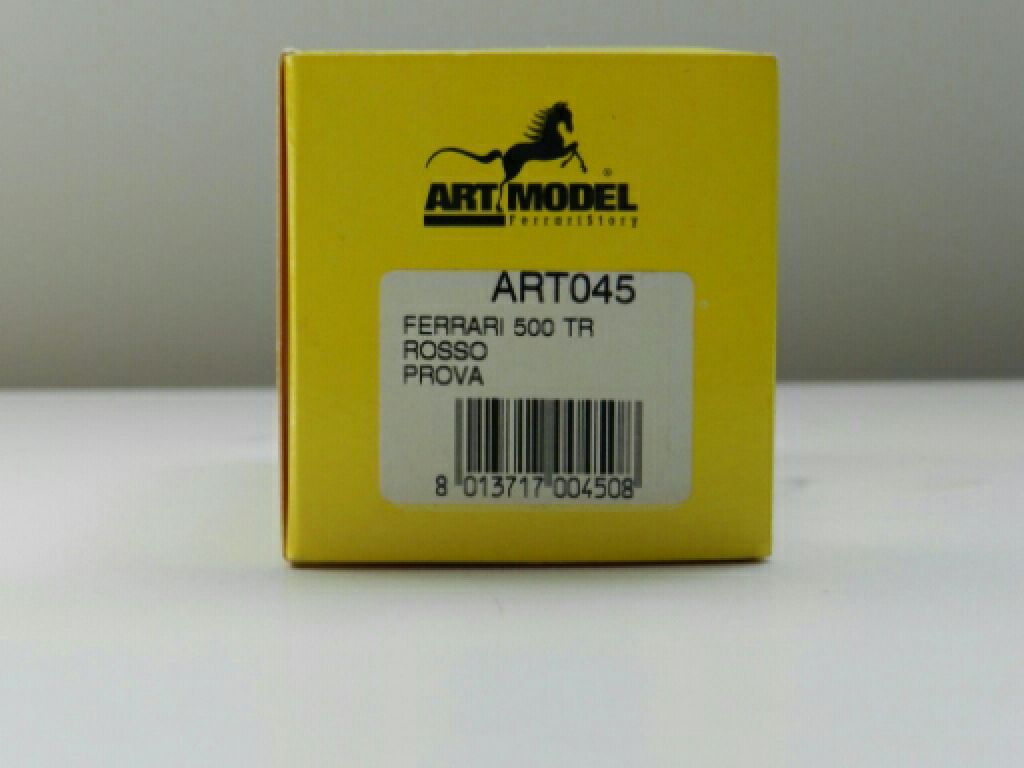 ART MODEL ®
FerrariStory
ART045
FERRARI 500 TR
ROSSO
PROVA
8 013717 004508